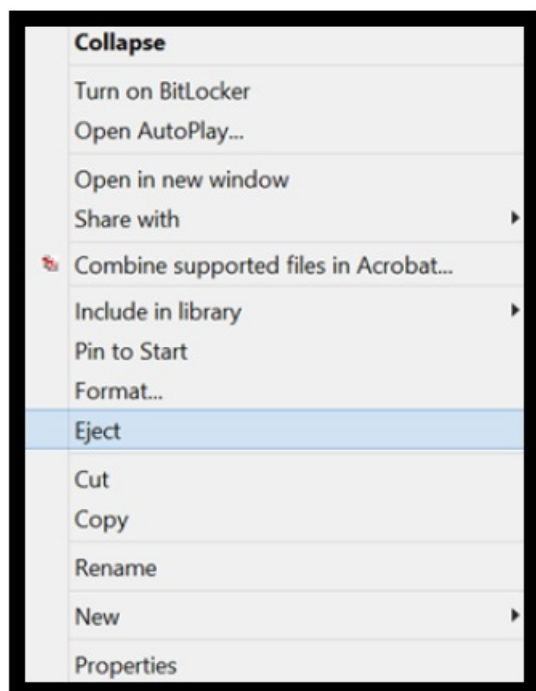 Collapse
Turn on BitLocker
Open AutoPlay...
Open in new window
Share with
Combine supported files in Acrobat...
Include in library
Pin to Start
Format...
Eject
Cut
Copy
Rename
New
Properties